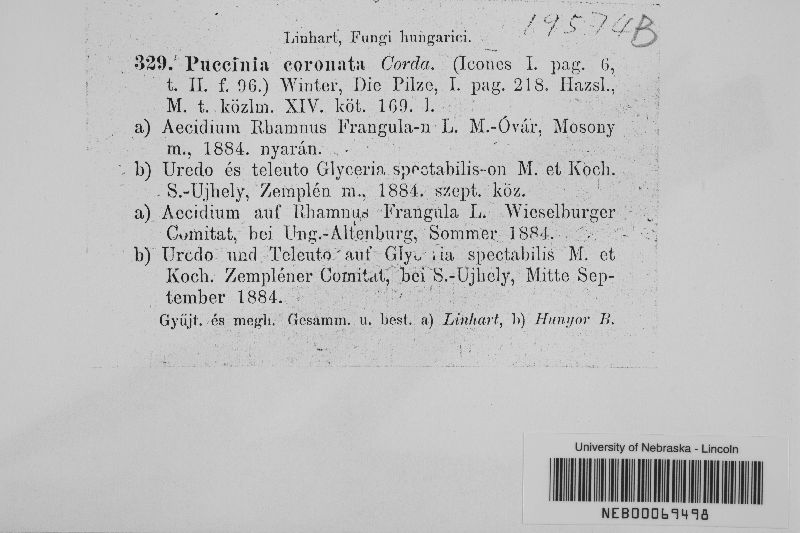 19574B
Linhart, Fungi hungarici.
329. Puccinia coronata Corda. (Icones I. pag. 6,
t. II. f. 96.) Winter, Die Pilze, I. pag. 218. Hazsl.,
M. t. közlm. XIV. köt. 169. l.
a) Aecidium Rhamnus Frangula-n L. M.-Óvár, Mosony
m., 1884. nyarán.
b) Uredo és teleuto Glyceria spectabilis-on M. et Koch.
S.-Ujhely, Zemplén m., 1884. szept. köz.
a) Aecidium auf Rhamnus Frangula L. Wieselburger
Comitat, bei Ung.-Altenburg, Sommer 1884.
b) Uredo und Teleuto auf Glyceria spectabilis M. et
Koch. Zempléner Comitat, bei S.-Ujhely, Mitte Sep-
tember 1884.
Gyűjt. és megh. Gesamm. u. best. a) Linhart, b) Hunyor B.
University of Nebraska - Lincoln
NEB00069498